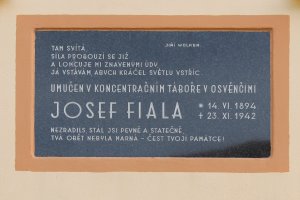 JIŘÍ WOLKER:
TAM SVÍTÁ,
SÍLA PROBOUZÍ SE JIŽ
A LOMCUJE MI ZNAVENÝMI ÚDY
JÁ VSTÁVÁM, ABYCH KRÁČEL SVĚTLU VSTŘÍC.
UMUČEN V KONCENTRAČNÍM TÁBOŘE V OSVĚNČIMI
JOSEF FIALA
* 14. VI. 1894
+ 23. XI. 1942
NEZRADILS, STÁL JSI PEVNĚ A STATEČNĚ,
TVÁ OBĚŤ NEBYLA MARNÁ - ČEST TVOJÍ PAMÁTCE!